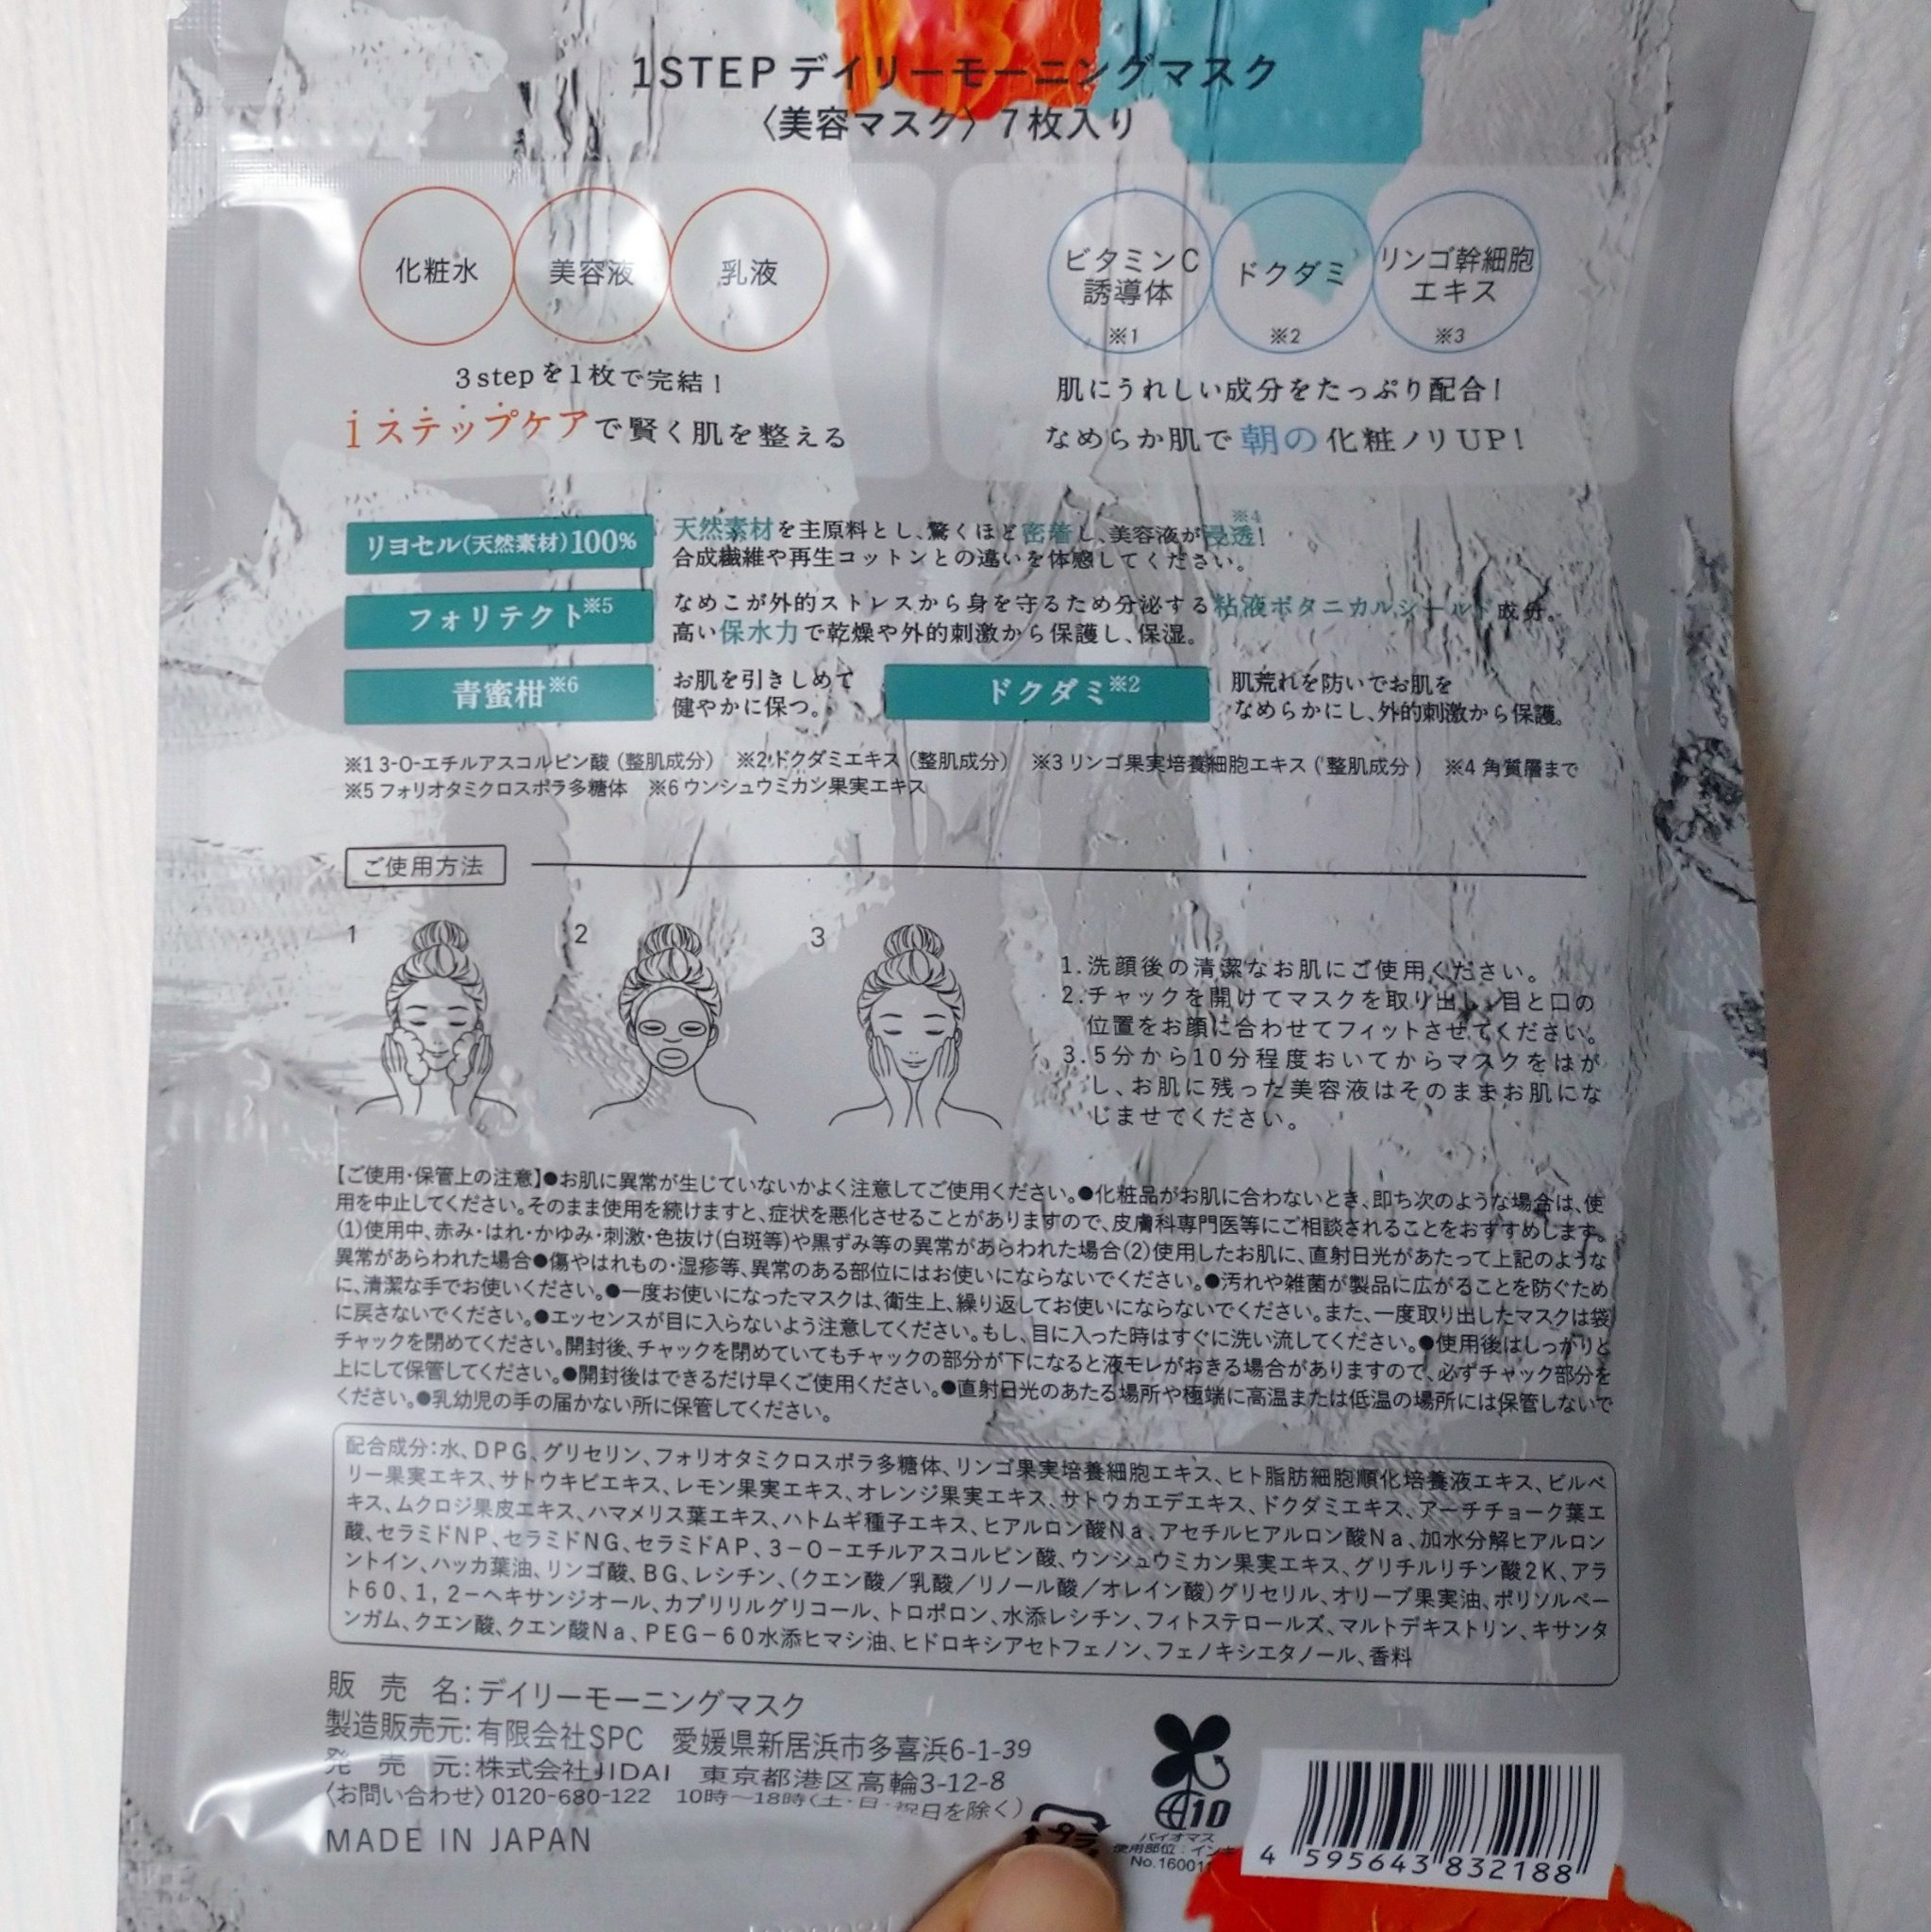 1STEP デイリーモーニングマスク
〈美容マスク〉7枚入り
化粧水
美容液
乳液
3stepを1枚で完結！
1ステップケアで賢く肌を整える
ビタミンC
誘導体
※1
ドクダミ
※2
リンゴ幹細胞
エキス
※3
肌にうれしい成分をたっぷり配合！
なめらか肌で朝の化粧ノリUP！
リヨセル(天然素材)100%
天然素材を主原料とし、驚くほど密着し、美容液が浸透※4！
合成繊維や再生コットンとの違いを体感してください。
フォリテクト※5
なめこが外的ストレスから身を守るため分泌する粘液ボタニカルシールド成分。
高い保水力で乾燥や外的刺激から保護し、保湿。
青蜜柑※6
お肌を引きしめて
健やかに保つ。
ドクダミ※2
肌荒れを防いでお肌を
なめらかにし、外的刺激から保護。
※1 3-O-エチルアスコルビン酸（整肌成分） ※2ドクダミエキス（整肌成分） ※3 リンゴ果実培養細胞エキス（整肌成分） ※4 角質層まで
※5 フォリオタミクロスポラ多糖体 ※6 ウンシュウミカン果実エキス
ご使用方法
1
2
3
1.洗顔後の清潔なお肌にご使用ください。
2.チャックを開けてマスクを取り出し、目と口の
位置をお顔に合わせてフィットさせてください。
3.5分から10分程度おいてからマスクをはが
し、お肌に残った美容液はそのままお肌にな
じませてください。
【ご使用・保管上の注意】●お肌に異常が生じていないかよく注意してご使用ください。●化粧品がお肌に合わないとき、即ち次のような場合は、使
用を中止してください。そのまま使用を続けますと、症状を悪化させることがありますので、皮膚科専門医等にご相談されることをおすすめします。
(1)使用中、赤み・はれ・かゆみ・刺激・色抜け(白斑等)や黒ずみ等の異常があらわれた場合(2)使用したお肌に、直射日光があたって上記のような
異常があらわれた場合●傷やはれもの・湿疹等、異常のある部位にはお使いにならないでください。●汚れや雑菌が製品に広がることを防ぐため
に、清潔な手でお使いください。●一度お使いになったマスクは、衛生上、繰り返してお使いにならないでください。また、一度取り出したマスクは袋
に戻さないでください。●エッセンスが目に入らないよう注意してください。もし、目に入った時はすぐに洗い流してください。●使用後はしっかりと
チャックを閉めてください。開封後、チャックを閉めていてもチャックの部分が下になると液モレがおきる場合がありますので、必ずチャック部分を
上にして保管してください。●開封後はできるだけ早くご使用ください。●直射日光のあたる場所や極端に高温または低温の場所には保管しないで
ください。●乳幼児の手の届かない所に保管してください。
配合成分：水、DPG、グリセリン、フォリオタミクロスポラ多糖体、リンゴ果実培養細胞エキス、ヒト脂肪細胞順化培養液エキス、ビルベ
リー果実エキス、サトウキビエキス、レモン果実エキス、オレンジ果実エキス、サトウカエデエキス、ドクダミエキス、アーチチョーク葉エ
キス、ムクロジ果皮エキス、ハマメリス葉エキス、ハトムギ種子エキス、ヒアルロン酸Na、アセチルヒアルロン酸Na、加水分解ヒアルロン
酸、セラミドNP、セラミドNG、セラミドAP、3－O－エチルアスコルビン酸、ウンシュウミカン果実エキス、グリチルリチン酸2K、アラ
ントイン、ハッカ葉油、リンゴ酸、BG、レシチン、(クエン酸／乳酸／リノール酸／オレイン酸)グリセリル、オリーブ果実油、ポリソルベー
ト60、1，2－ヘキサンジオール、カプリリルグリコール、トロポロン、水添レシチン、フィトステロールズ、マルトデキストリン、キサンタ
ンガム、クエン酸、クエン酸Na、PEG－60水添ヒマシ油、ヒドロキシアセトフェノン、フェノキシエタノール、香料
販売名：デイリーモーニングマスク
製造販売元：有限会社SPC 愛媛県新居浜市多喜浜6-1-39
発売元：株式会社JIDAI 東京都港区高輪3-12-8
〈お問い合わせ〉0120-680-122 10時〜18時(土・日・祝日を除く)
MADE IN JAPAN
プラ
10
バイオマス
使用部位：インキ
No.16001
4 595643 832188